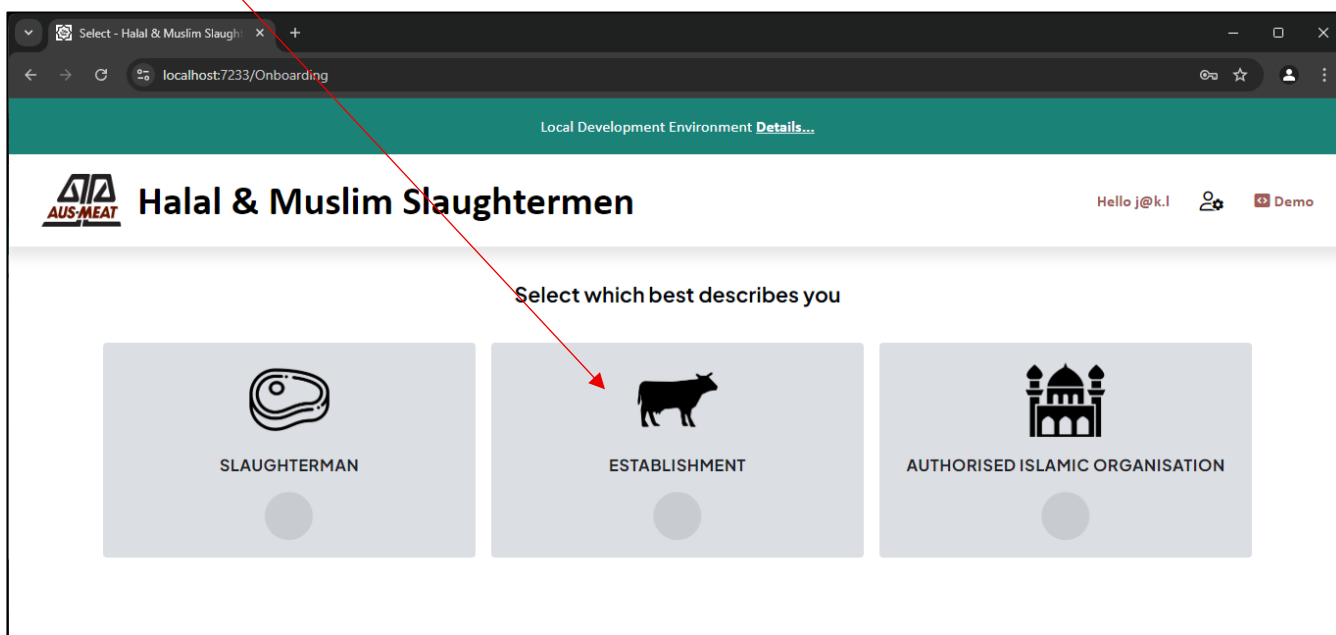 Select - Halal & Muslim Slaugh
localhost:7233/Onboarding
Local Development Environment Details...
AUS-MEAT
Halal & Muslim Slaughtermen
Hello j@k.l
Demo
Select which best describes you
SLAUGHTERMAN
ESTABLISHMENT
AUTHORISED ISLAMIC ORGANISATION